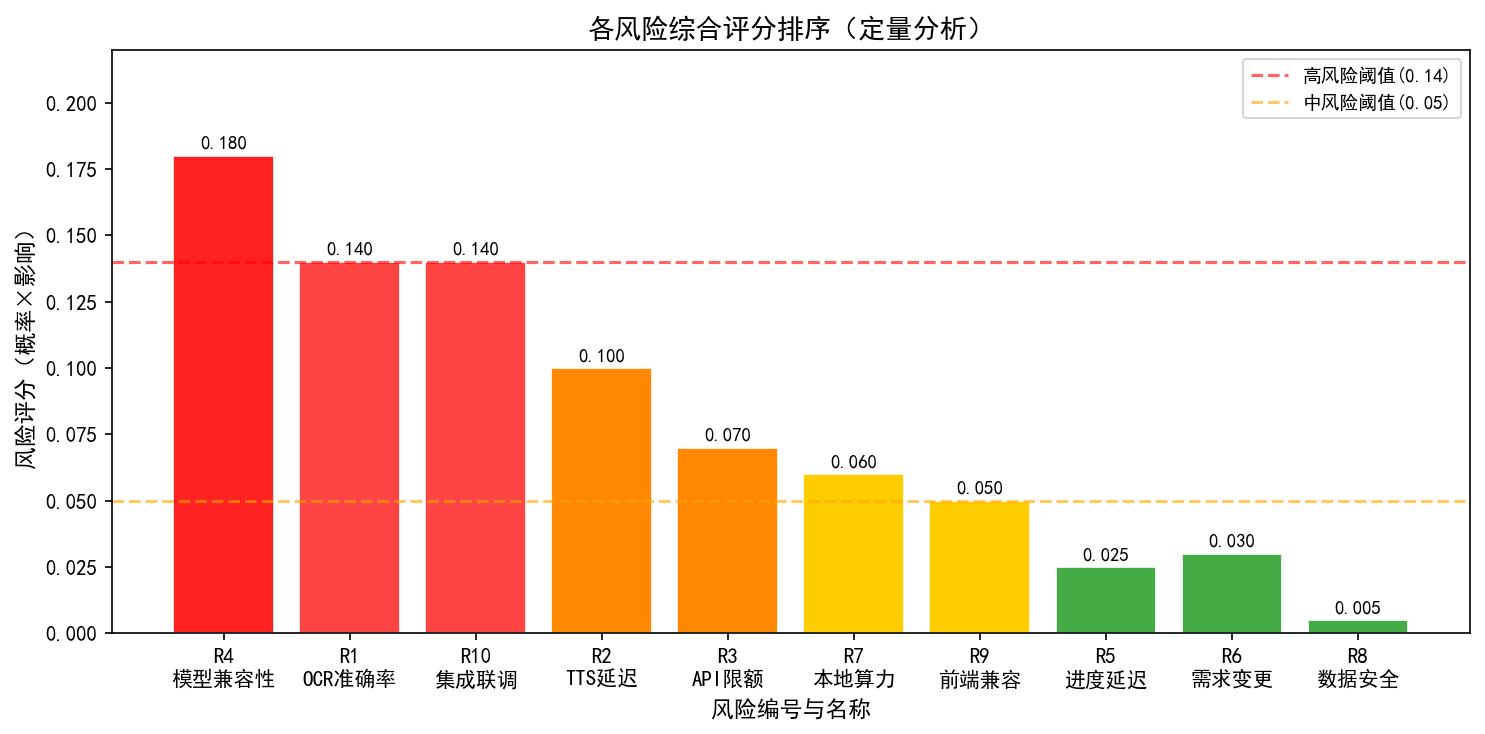 各风险综合评分排序（定量分析）
高风险阈值(0.14)
中风险阈值(0.05)
风险评分（概率×影响）
0.200
0.175
0.150
0.125
0.100
0.075
0.050
0.025
0.000
0.180
0.140
0.140
0.100
0.070
0.060
0.050
0.025
0.030
0.005
R4 R1 R10 R2 R3 R7 R9 R5 R6 R8
模型兼容性 OCR准确率 集成联调 TTS延迟 API限额 本地算力 前端兼容 进度延迟 需求变更 数据安全
风险编号与名称